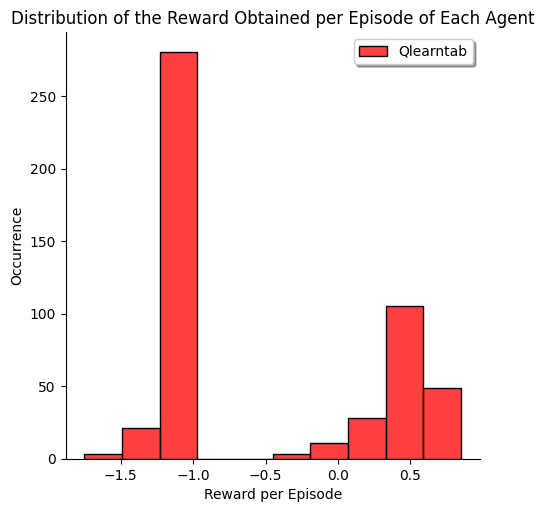 Distribution of the Reward Obtained per Episode of Each Agent
Qlearntab
250
200
150
100
50
0
Occurrence
−1.5 −1.0 −0.5 0.0 0.5
Reward per Episode